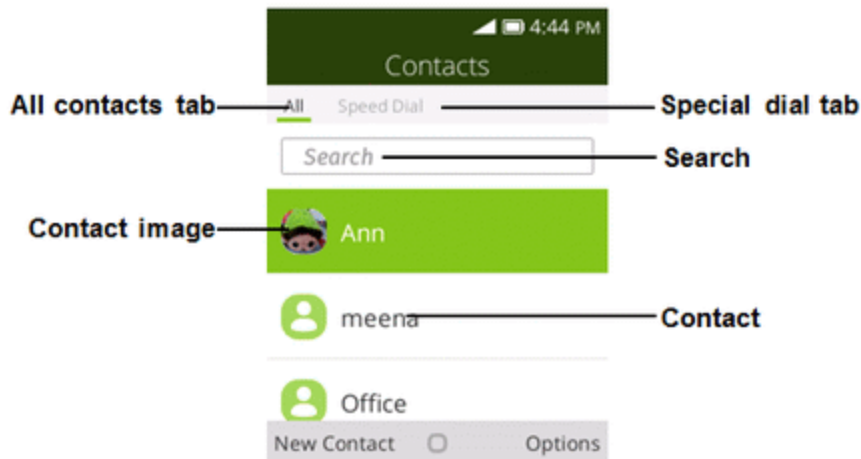 4:44 PM
Contacts
All contacts tab
All
Speed Dial
Special dial tab
Search
Search
Contact image
Ann
meena
Contact
Office
New Contact
Options